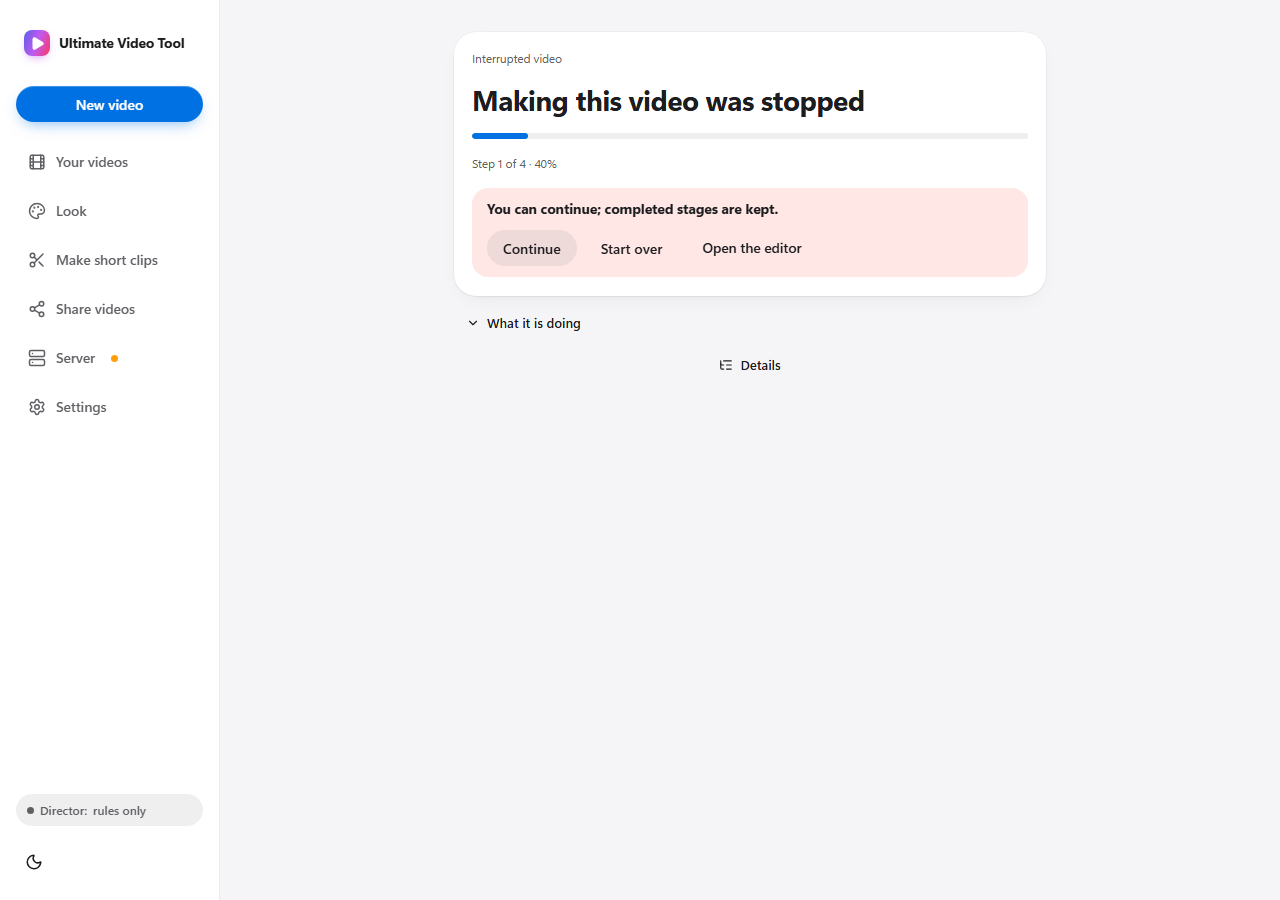 Ultimate Video Tool
New video
Your videos
Look
Make short clips
Share videos
Server
Settings
Director: rules only
Interrupted video
Making this video was stopped
Step 1 of 4 · 40%
You can continue; completed stages are kept.
Continue
Start over
Open the editor
What it is doing
Details